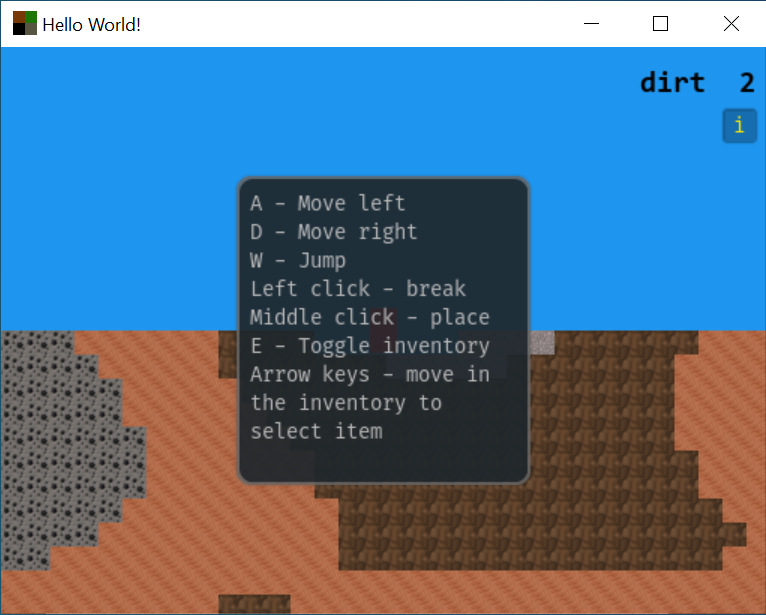 Hello World!
dirt 2
i
A - Move left
D - Move right
W - Jump
Left click - break
Middle click - place
E - Toggle inventory
Arrow keys - move in
the inventory to
select item